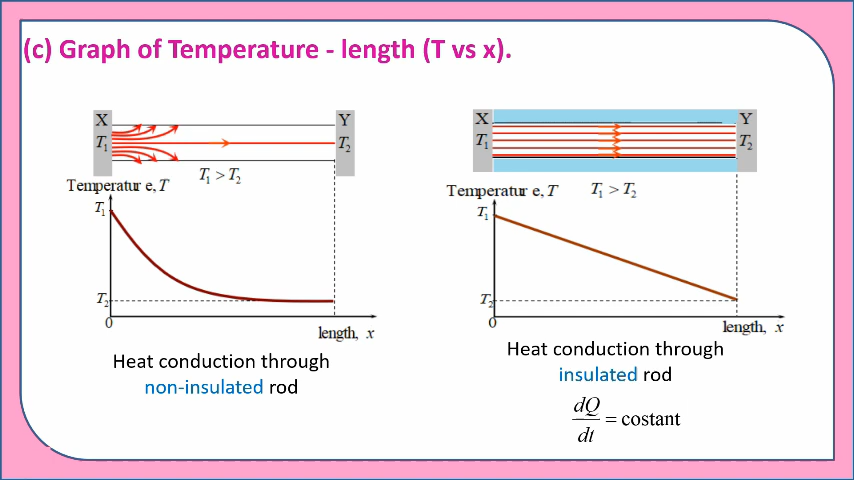 (c) Graph of Temperature - length (T vs x).
X Y
T1 T2
T1 > T2
Temperatur e, T
T1
T2
0
length, x
Heat conduction through
non-insulated rod
X Y
T1 T2
Temperatur e, T T1 > T2
T1
T2
0
length, x
Heat conduction through
insulated rod
dQ/dt = costant